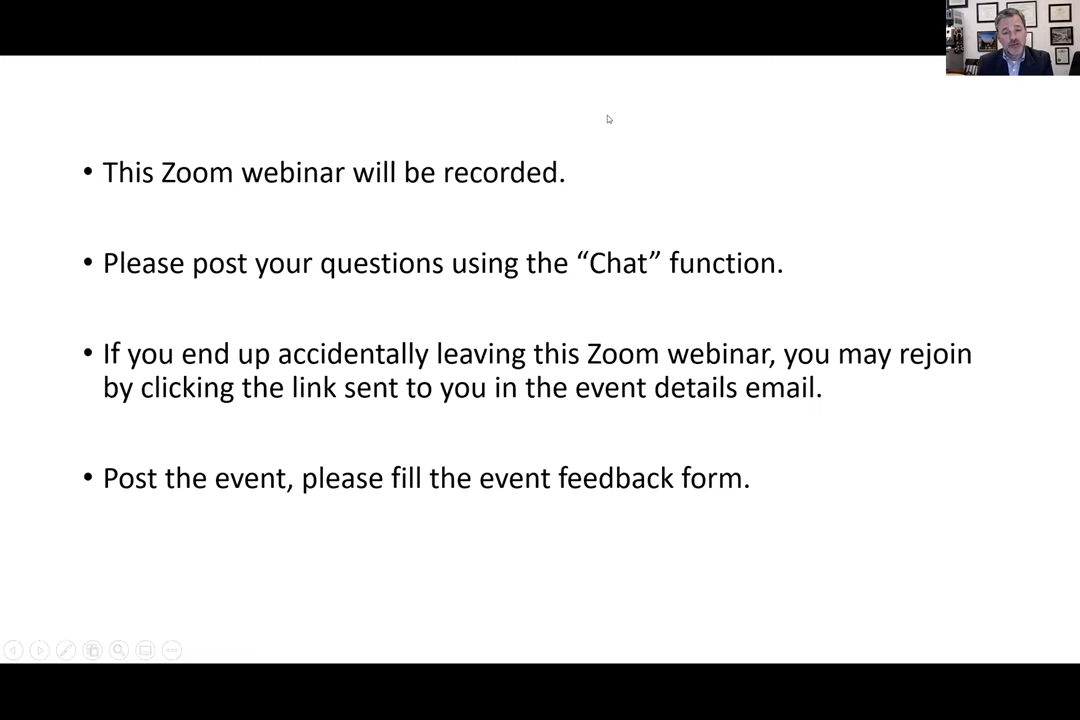 • This Zoom webinar will be recorded.
• Please post your questions using the “Chat” function.
• If you end up accidentally leaving this Zoom webinar, you may rejoin
by clicking the link sent to you in the event details email.
• Post the event, please fill the event feedback form.